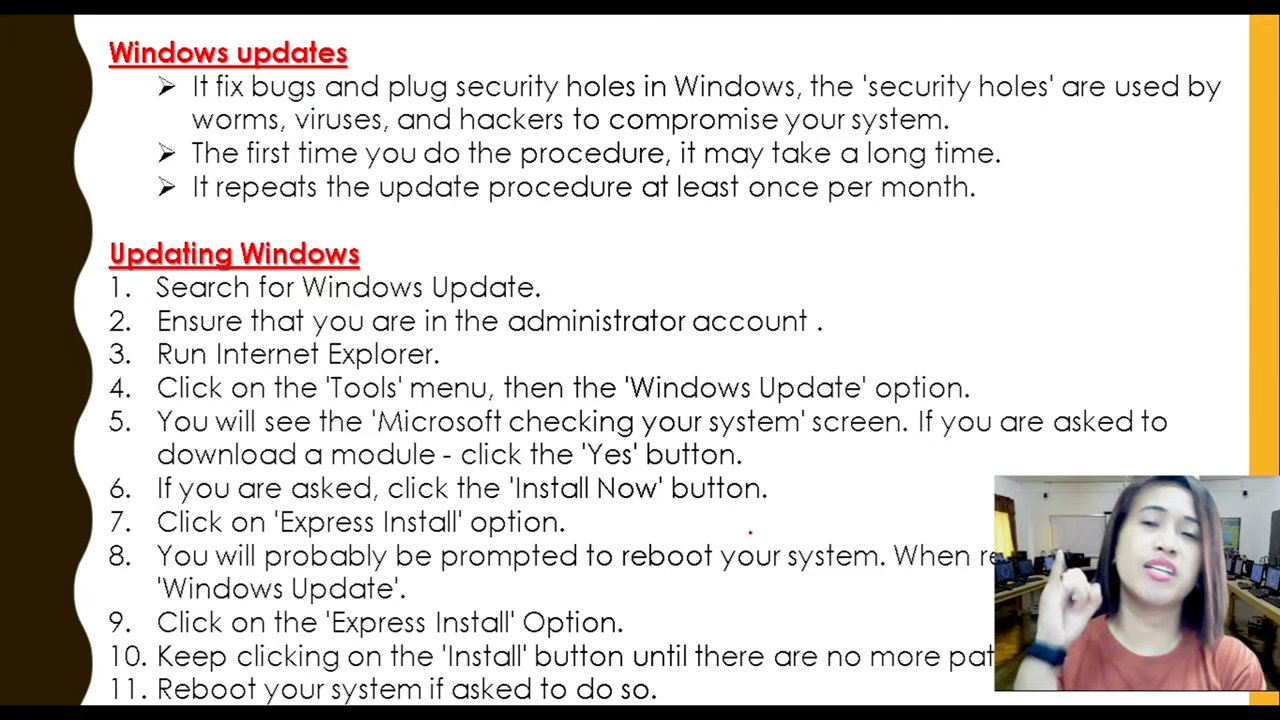 Windows updates
➢ It fix bugs and plug security holes in Windows, the 'security holes' are used by
worms, viruses, and hackers to compromise your system.
➢ The first time you do the procedure, it may take a long time.
➢ It repeats the update procedure at least once per month.
Updating Windows
1. Search for Windows Update.
2. Ensure that you are in the administrator account .
3. Run Internet Explorer.
4. Click on the 'Tools' menu, then the 'Windows Update' option.
5. You will see the 'Microsoft checking your system' screen. If you are asked to
download a module - click the 'Yes' button.
6. If you are asked, click the 'Install Now' button.
7. Click on 'Express Install' option.
8. You will probably be prompted to reboot your system. When
'Windows Update'.
9. Click on the 'Express Install' Option.
10. Keep clicking on the 'Install' button until there are no more
11. Reboot your system if asked to do so.